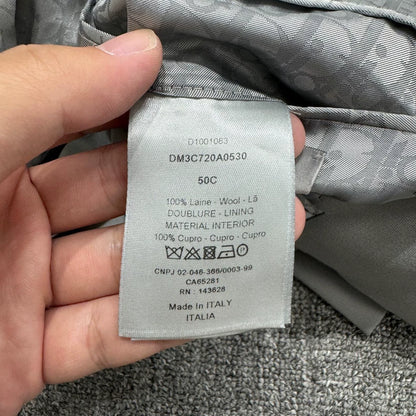 D1001063
DM3C720A0530
50C
100% Laine - Wool - Lã
DOUBLURE - LINING
MATERIAL INTERIOR
100% Cupro - Cupro - Cupro
CNPJ 02-046-366/0003-99
CA65281
RN : 143628
Made In ITALY
ITALIA